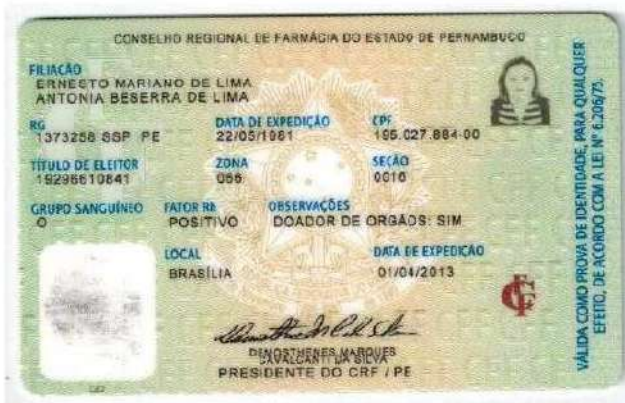 CONSELHO REGIONAL DE FARMÁCIA DO ESTADO DE PERNAMBUCO
FILIAÇÃO
ERNESTO MARIANO DE LIMA
ANTONIA BESERRA DE LIMA
RG DATA DE EXPEDIÇÃO CPF
1373258 SSP PE 22/05/1981 195.027.884-00
TÍTULO DE ELEITOR ZONA SEÇÃO
19296610841 066 0010
GRUPO SANGUÍNEO FATOR RH OBSERVAÇÕES
O POSITIVO DOADOR DE ORGÃOS: SIM
LOCAL DATA DE EXPEDIÇÃO
BRASÍLIA 01/04/2013
DEMOSTHENES MARQUES
CAVALCANTI DA SILVA
PRESIDENTE DO CRF / PE
VÁLIDA COMO PROVA DE IDENTIDADE, PARA QUALQUER
EFEITO, DE ACORDO COM A LEI Nº 6.206/75.